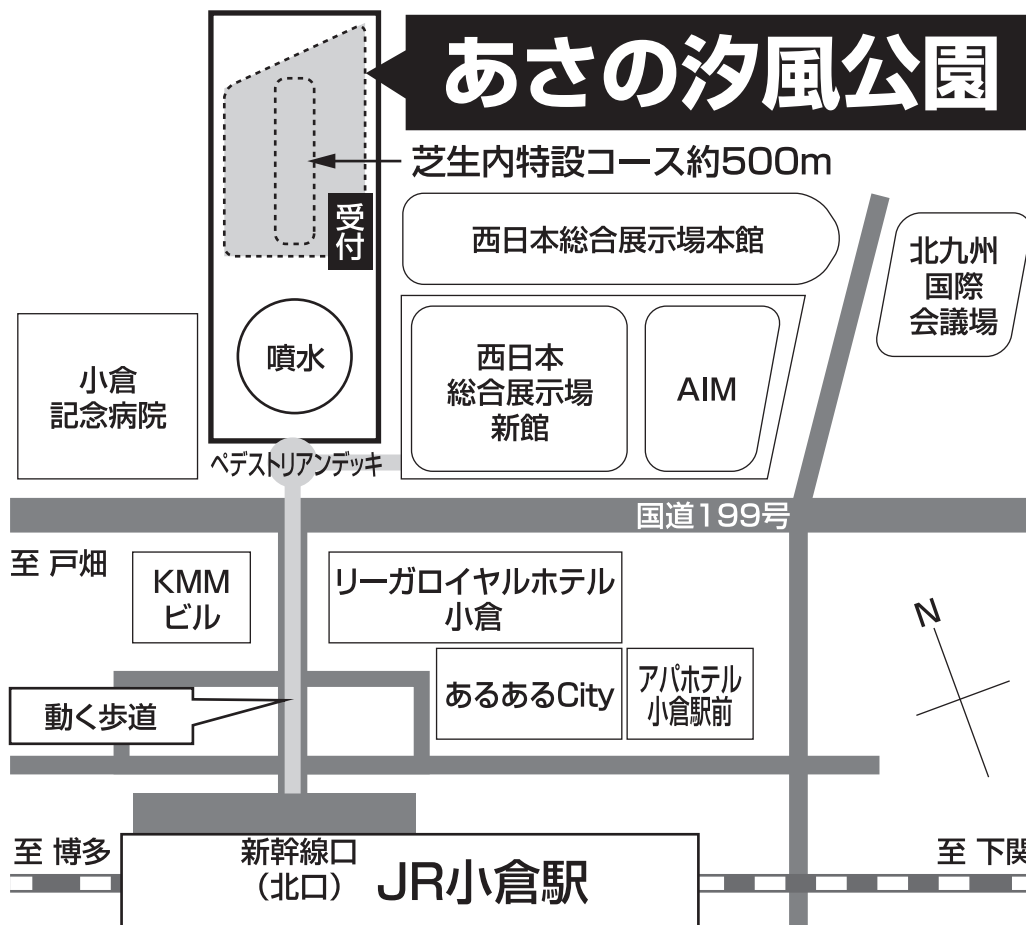 あさの汐風公園
芝生内特設コース約500m
受付
西日本総合展示場本館
北九州
国際
会議場
噴水
小倉
記念病院
西日本
総合展示場
新館
AIM
ペデストリアンデッキ
国道199号
至 戸畑
KMM
ビル
リーガロイヤルホテル
小倉
N
あるあるCity
アパホテル
小倉駅前
動く歩道
至 博多
新幹線口
（北口）
JR小倉駅
至 下関